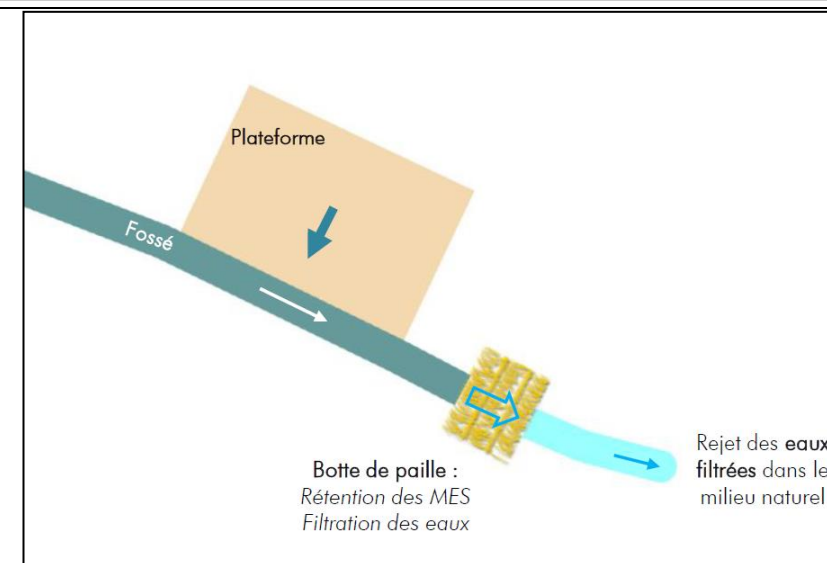 Plateforme
Fossé
Botte de paille :
Rétention des MES
Filtration des eaux
Rejet des eaux
filtrées dans le
milieu naturel